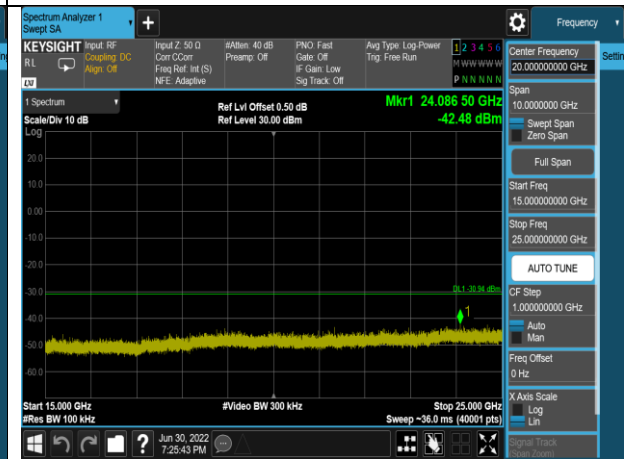 Spectrum Analyzer 1
Swept SA
+
Frequency
KEYSIGHT
RL
LXI
Input: RF
Coupling: DC
Align: Off
Input Z: 50 Ω
Corr CCorr
Freq Ref: Int (S)
NFE: Adaptive
#Atten: 40 dB
Preamp: Off
PNO: Fast
Gate: Off
IF Gain: Low
Sig Track: Off
Avg Type: Log-Power
Trig: Free Run
1 2 3 4 5 6
M W W W W W
P N N N N N
1 Spectrum
Scale/Div 10 dB
Log
Ref Lvl Offset 0.50 dB
Ref Level 30.00 dBm
Mkr1 24.086 50 GHz
-42.48 dBm
20.0
10.0
0.00
-10.0
-20.0
-30.0
-40.0
-50.0
-60.0
DL1 -30.94 dBm
1
Start 15.000 GHz
#Res BW 100 kHz
#Video BW 300 kHz
Stop 25.000 GHz
Sweep ~36.0 ms (40001 pts)
?
Jun 30, 2022
7:25:43 PM
Center Frequency
20.000000000 GHz
Span
10.0000000 GHz
Swept Span
Zero Span
Full Span
Start Freq
15.000000000 GHz
Stop Freq
25.000000000 GHz
AUTO TUNE
CF Step
1.000000000 GHz
Auto
Man
Freq Offset
0 Hz
X Axis Scale
Log
Lin
Signal Track
(Span Zoom)